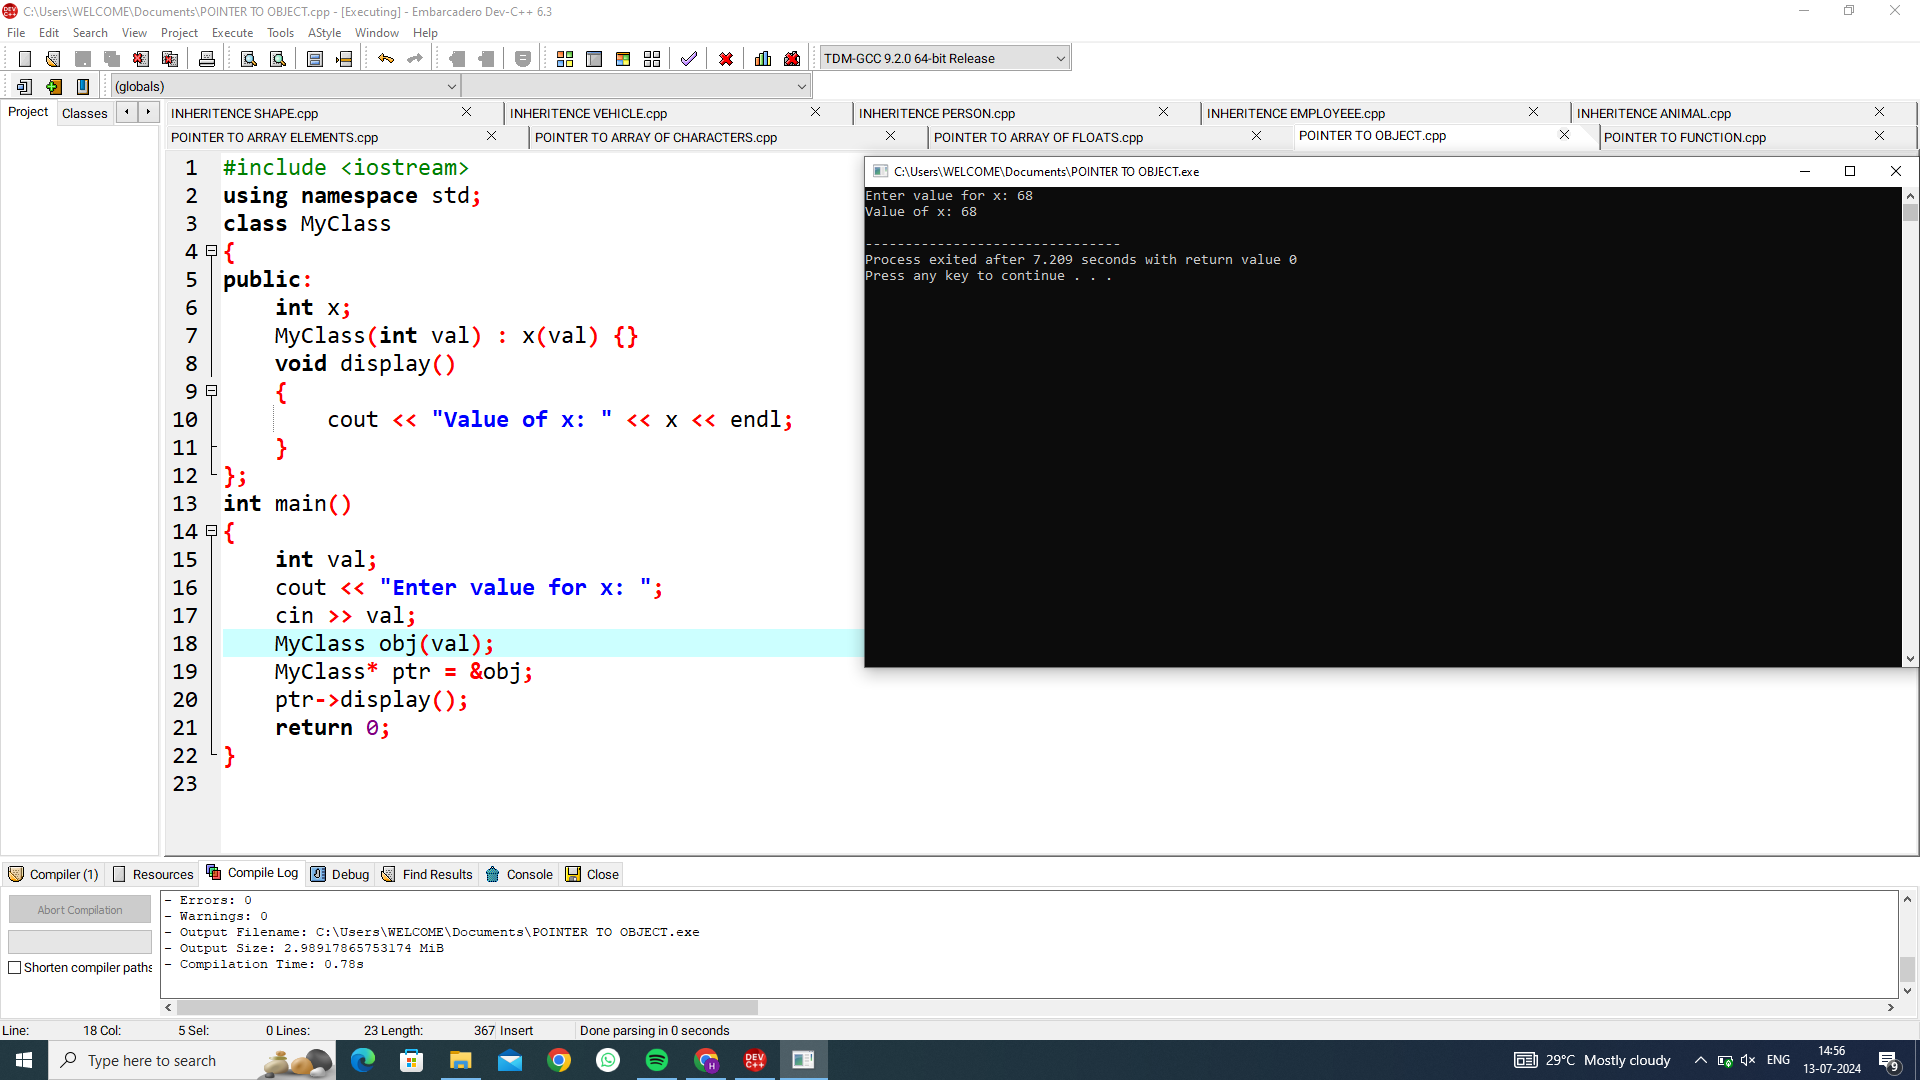 C:\Users\WELCOME\Documents\POINTER TO OBJECT.cpp - [Executing] - Embarcadero Dev-C++ 6.3
File Edit Search View Project Execute Tools AStyle Window Help
TDM-GCC 9.2.0 64-bit Release
(globals)
Project Classes
INHERITENCE SHAPE.cpp INHERITENCE VEHICLE.cpp INHERITENCE PERSON.cpp INHERITENCE EMPLOYEEE.cpp INHERITENCE ANIMAL.cpp
POINTER TO ARRAY ELEMENTS.cpp POINTER TO ARRAY OF CHARACTERS.cpp POINTER TO ARRAY OF FLOATS.cpp POINTER TO OBJECT.cpp POINTER TO FUNCTION.cpp
1 #include <iostream>
2 using namespace std;
3 class MyClass
4 {
5 public:
6 int x;
7 MyClass(int val) : x(val) {}
8 void display()
9 {
10 cout << "Value of x: " << x << endl;
11 }
12 };
13 int main()
14 {
15 int val;
16 cout << "Enter value for x: ";
17 cin >> val;
18 MyClass obj(val);
19 MyClass* ptr = &obj;
20 ptr->display();
21 return 0;
22 }
23
C:\Users\WELCOME\Documents\POINTER TO OBJECT.exe
Enter value for x: 68
Value of x: 68
--------------------------------
Process exited after 7.209 seconds with return value 0
Press any key to continue . . .
Compiler (1) Resources Compile Log Debug Find Results Console Close
Abort Compilation
Shorten compiler paths
- Errors: 0
- Warnings: 0
- Output Filename: C:\Users\WELCOME\Documents\POINTER TO OBJECT.exe
- Output Size: 2.98917865753174 MiB
- Compilation Time: 0.78s
Line: 18 Col: 5 Sel: 0 Lines: 23 Length: 367 Insert Done parsing in 0 seconds
Type here to search
DEV C++
H
29°C Mostly cloudy
ENG
14:56
13-07-2024
9